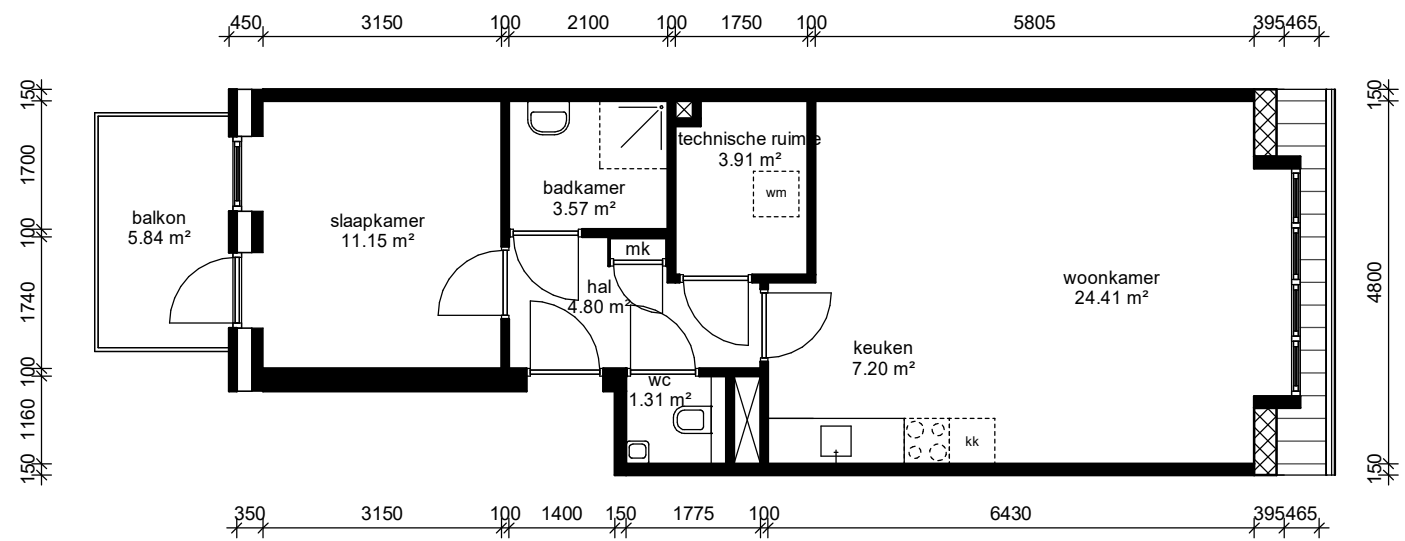 450 3150 100 2100 100 1750 100 5805 395 465
150
1700
100
1740
100
1160
150
150
4800
150
balkon
5.84 m²
slaapkamer
11.15 m²
badkamer
3.57 m²
technische ruimte
3.91 m²
wm
mk
hal
4.80 m²
woonkamer
24.41 m²
keuken
7.20 m²
wc
1.31 m²
kk
350 3150 100 1400 150 1775 100 6430 395 465